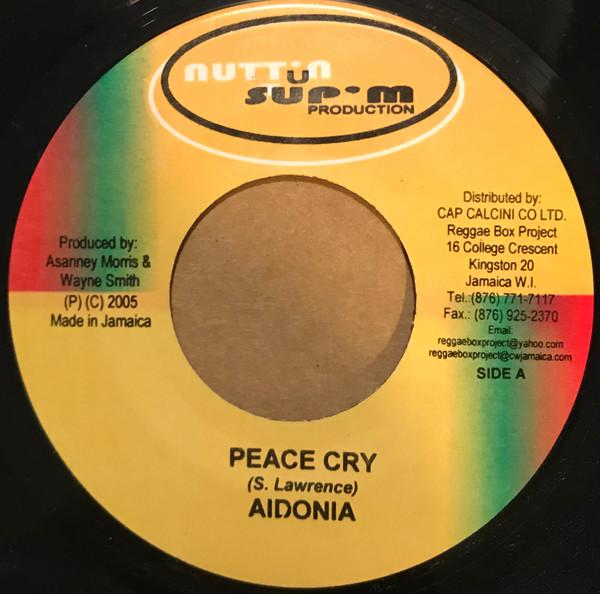 nuTT·n
U
SUP·M
PRODUCTION
Produced by:
Asanney Morris &
Wayne Smith
(P) (C) 2005
Made in Jamaica
Distributed by:
CAP CALCINI CO LTD.
Reggae Box Project
16 College Crescent
Kingston 20
Jamaica W.I.
Tel.:(876) 771-7117
Fax.: (876) 925-2370
Email:
reggaeboxproject@yahoo.com
reggaeboxproject@cwjamaica.com
SIDE A
PEACE CRY
(S. Lawrence)
AIDONIA